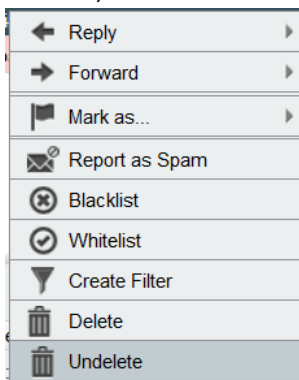 Reply
Forward
Mark as...
Report as Spam
Blacklist
Whitelist
Create Filter
Delete
Undelete